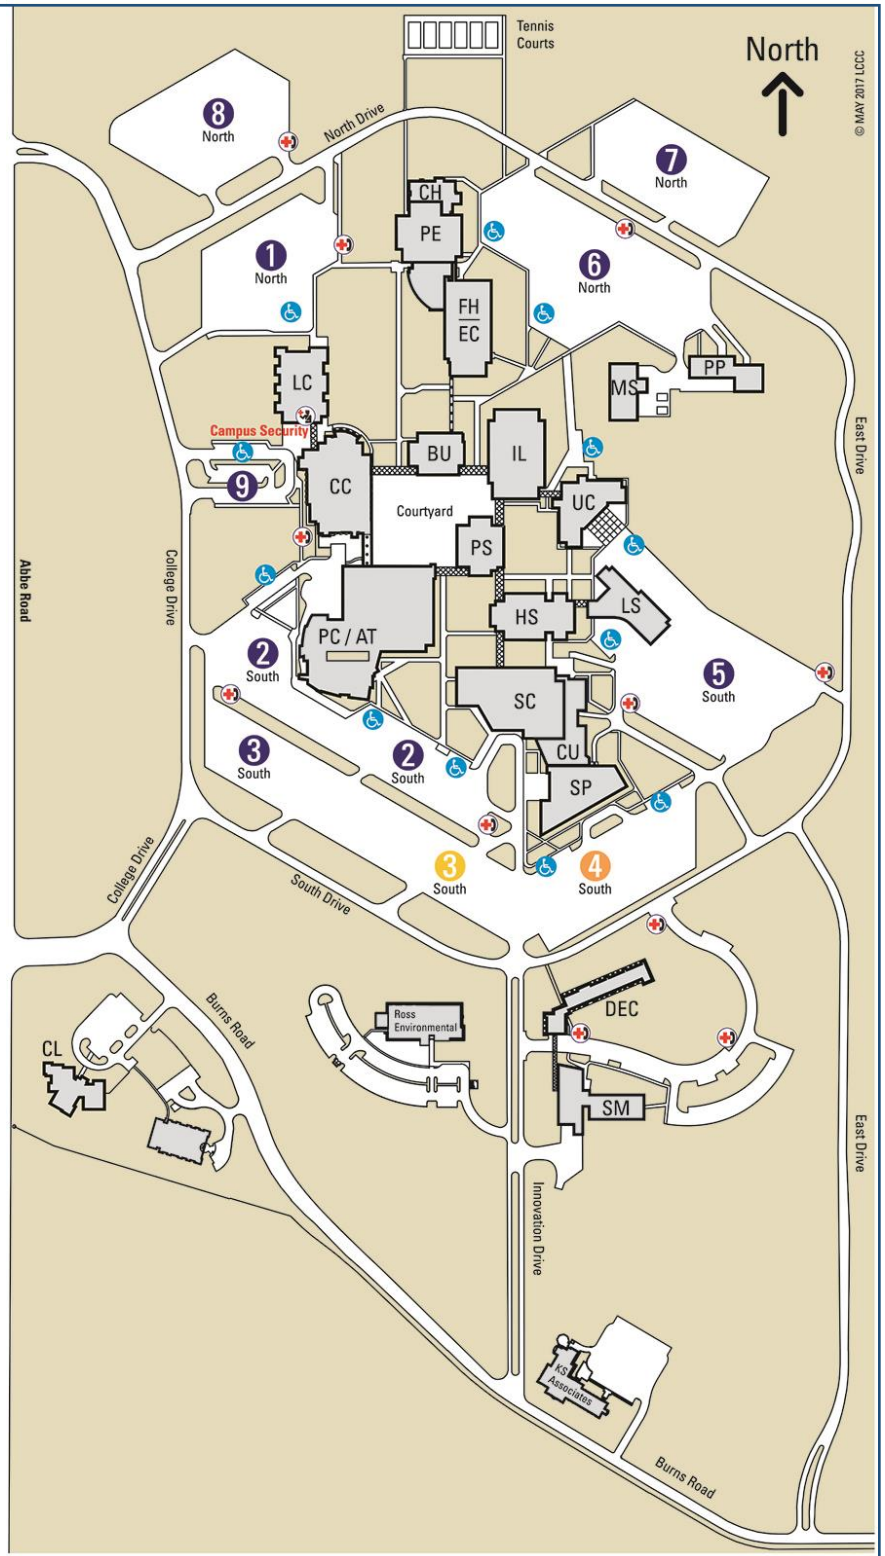 Tennis
Courts
North
© MAY 2017 LCCC
8
North
North Drive
7
North
CH
PE
1
North
6
North
FH
EC
LC
MS
PP
Campus Security
9
CC
BU
IL
East Drive
Courtyard
UC
PS
Abbe Road
College Drive
HS
LS
PC / AT
2
South
5
South
SC
CU
3
South
2
South
SP
College Drive
3
South
4
South
South Drive
DEC
Burns Road
Ross
Environmental
CL
SM
East Drive
Innovation Drive
KS
Associates
Burns Road